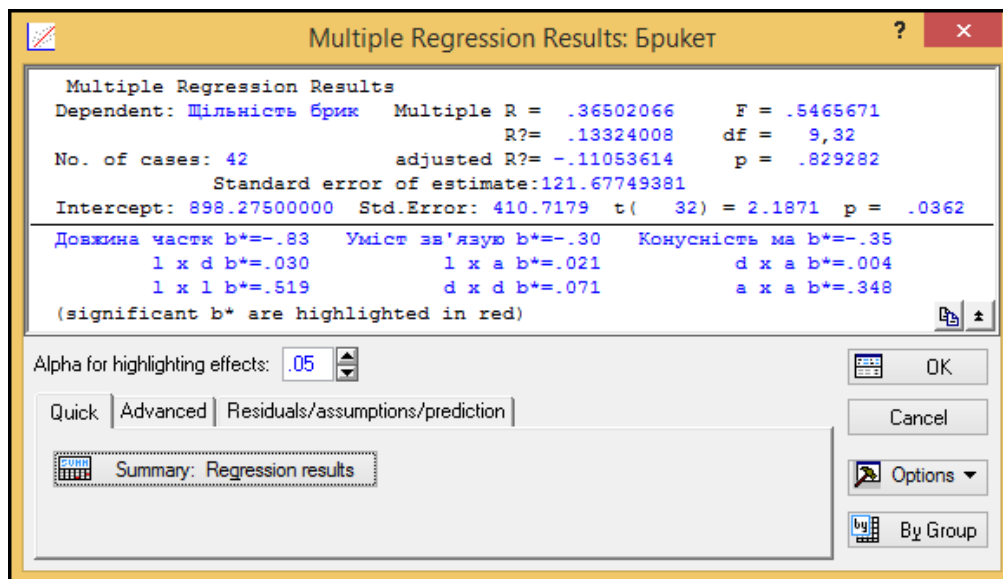 Multiple Regression Results: Брикет ? ×
Multiple Regression Results
Dependent: Щільність брик Multiple R = .36502066 F = .5465671
R?= .13324008 df = 9,32
No. of cases: 42 adjusted R?= -.11053614 p = .829282
Standard error of estimate:121.67749381
Intercept: 898.27500000 Std.Error: 410.7179 t( 32) = 2.1871 p = .0362
Довжина частк b*=-.83 Уміст зв'язую b*=-.30 Конусність ма b*=-.35
l x d b*=.030 l x a b*=.021 d x a b*=.004
l x l b*=.519 d x d b*=.071 a x a b*=.348
(significant b* are highlighted in red)
Alpha for highlighting effects: .05
OK
Quick Advanced Residuals/assumptions/prediction
Cancel
Summary: Regression results
Options
By Group